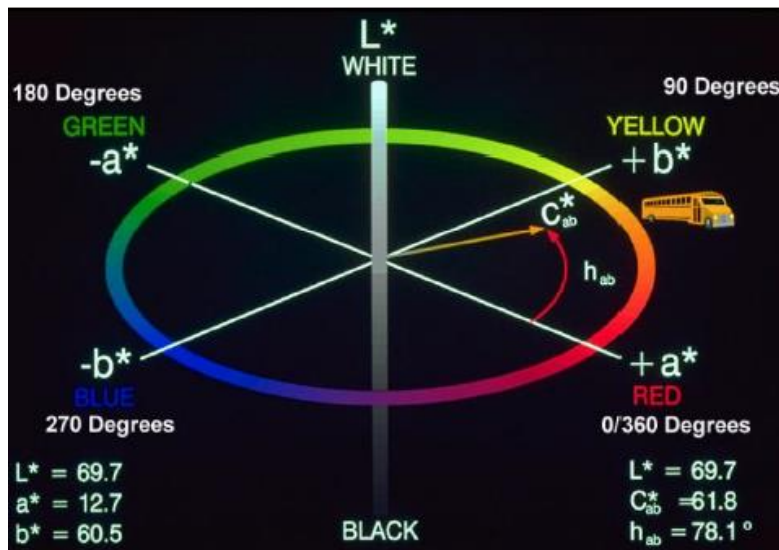 L*
WHITE
180 Degrees
90 Degrees
GREEN
YELLOW
-a*
+b*
C*ab
hab
-b*
+a*
BLUE
RED
270 Degrees
0/360 Degrees
L* = 69.7
a* = 12.7
b* = 60.5
BLACK
L* = 69.7
C*ab =61.8
hab =78.1°